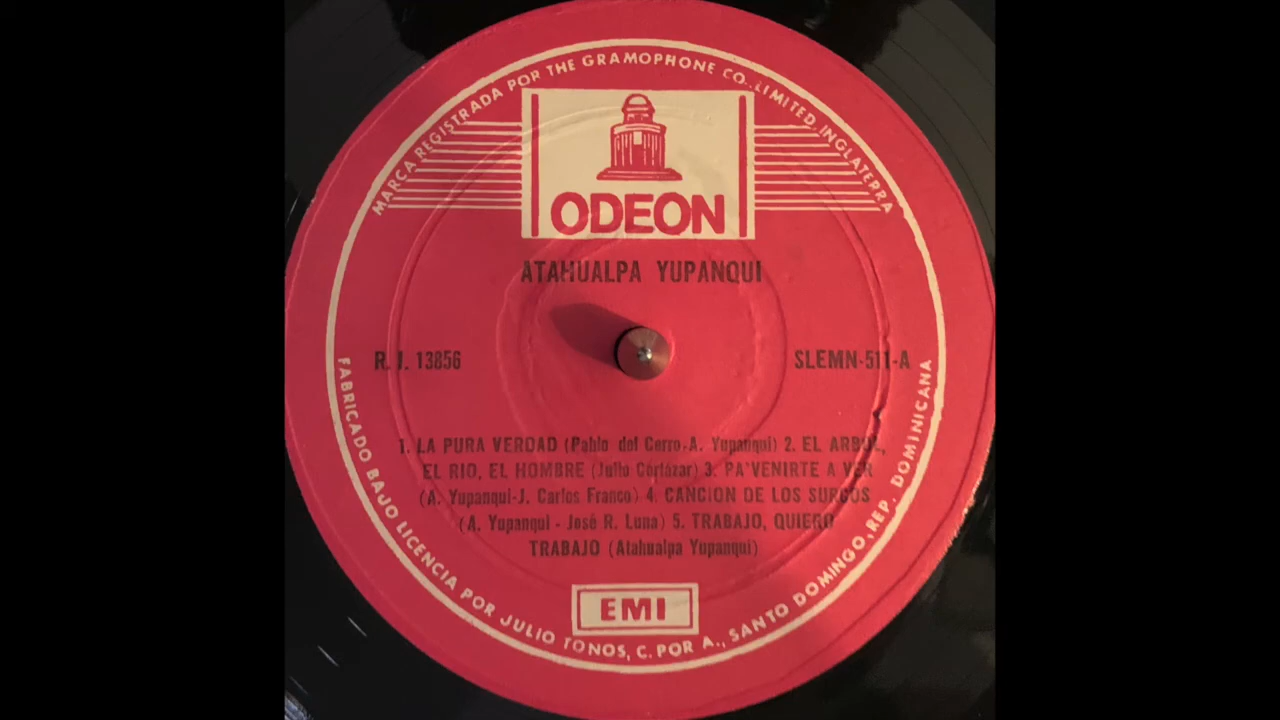 MARCA REGISTRADA POR THE GRAMOPHONE CO. LIMITED, INGLATERRA
ODEON
ATAHUALPA YUPANQUI
R. I. 13856
SLEMN-511-A
1. LA PURA VERDAD (Pablo del Cerro-A. Yupanqui) 2. EL ARBOL,
EL RIO, EL HOMBRE (Julio Cortázar) 3. PA'VENIRTE A VER
(A. Yupanqui-J. Carlos Franco) 4. CANCION DE LOS SURCOS
(A. Yupanqui - José R. Luna) 5. TRABAJO, QUIERO
TRABAJO (Atahualpa Yupanqui)
EMI
FABRICADO BAJO LICENCIA POR JULIO TONOS, C. POR A., SANTO DOMINGO, REP. DOMINICANA